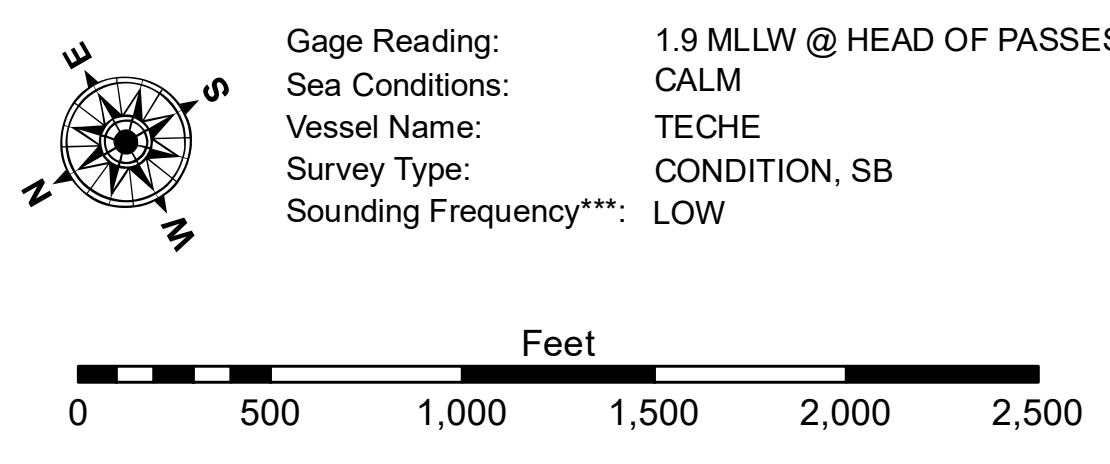 E
S
N
W
Gage Reading: 1.9 MLLW @ HEAD OF PASSES
Sea Conditions: CALM
Vessel Name: TECHE
Survey Type: CONDITION, SB
Sounding Frequency***: LOW
Feet
0 500 1,000 1,500 2,000 2,500